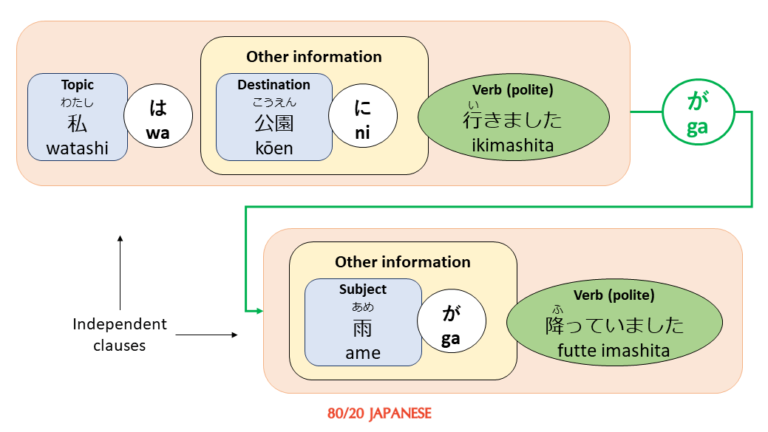 Other information
Topic
わたし
私
watashi
は
wa
Destination
こうえん
公園
kōen
に
ni
Verb (polite)
い
行きました
ikimashita
が
ga
Other information
Subject
あめ
雨
ame
が
ga
Verb (polite)
ふ
降っていました
futte imashita
Independent
clauses
80/20 JAPANESE